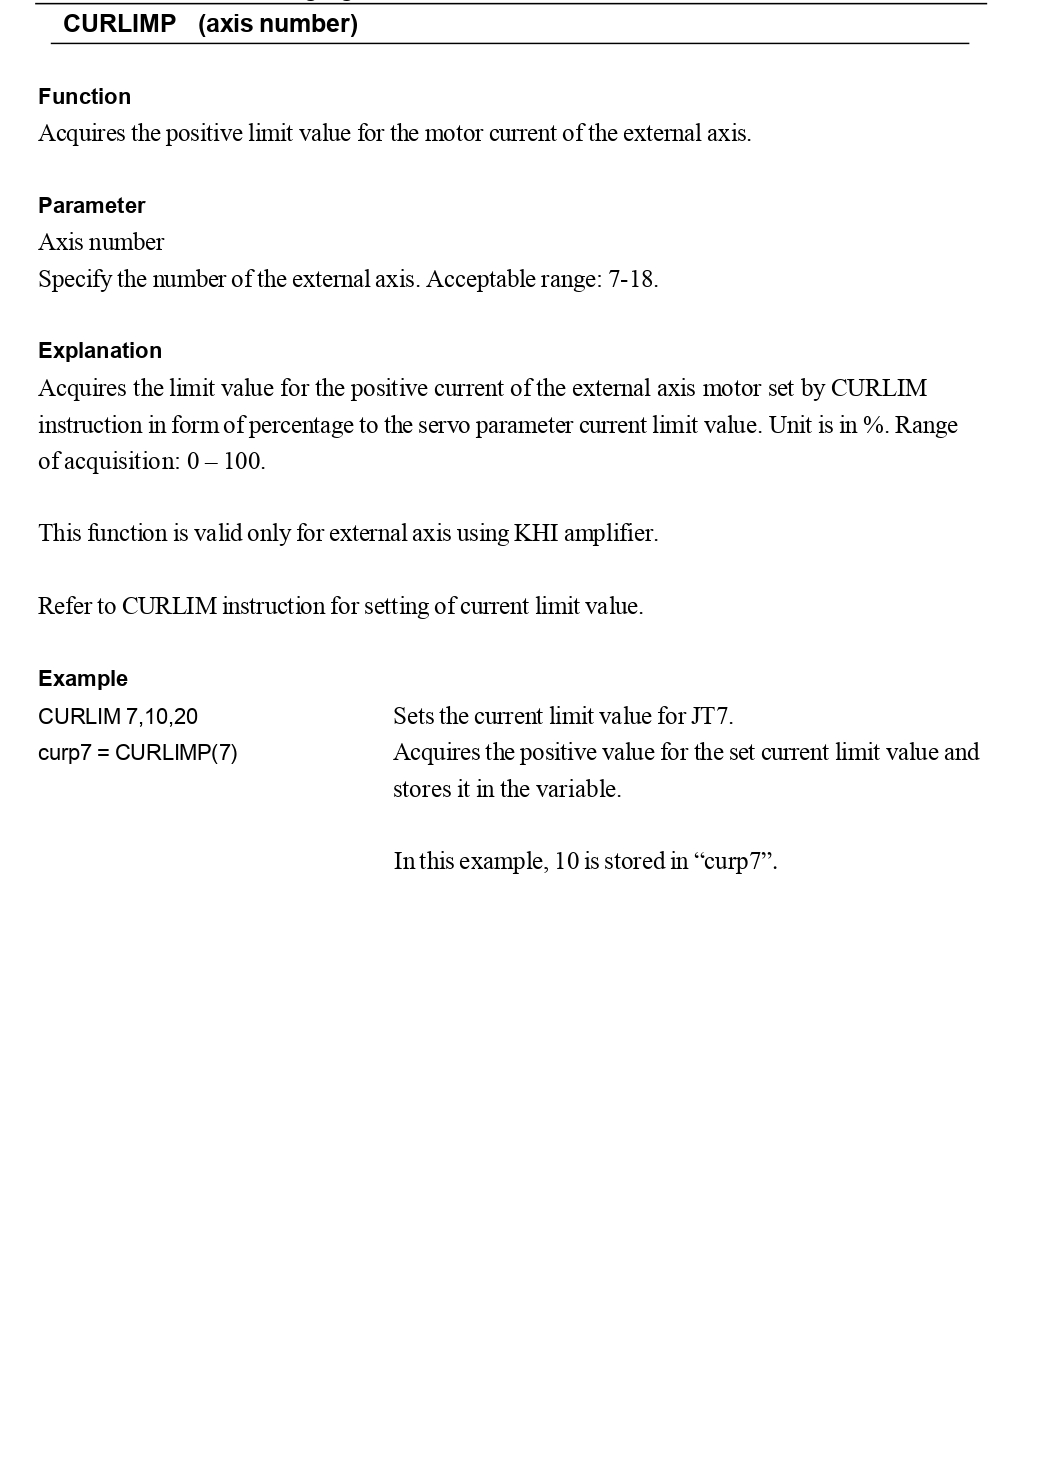 CURLIMP (axis number)
Function
Acquires the positive limit value for the motor current of the external axis.
Parameter
Axis number
Specify the number of the external axis. Acceptable range: 7-18.
Explanation
Acquires the limit value for the positive current of the external axis motor set by CURLIM
instruction in form of percentage to the servo parameter current limit value. Unit is in %. Range
of acquisition: 0 – 100.
This function is valid only for external axis using KHI amplifier.
Refer to CURLIM instruction for setting of current limit value.
Example
CURLIM 7,10,20 Sets the current limit value for JT7.
curp7 = CURLIMP(7) Acquires the positive value for the set current limit value and
stores it in the variable.
In this example, 10 is stored in “curp7”.